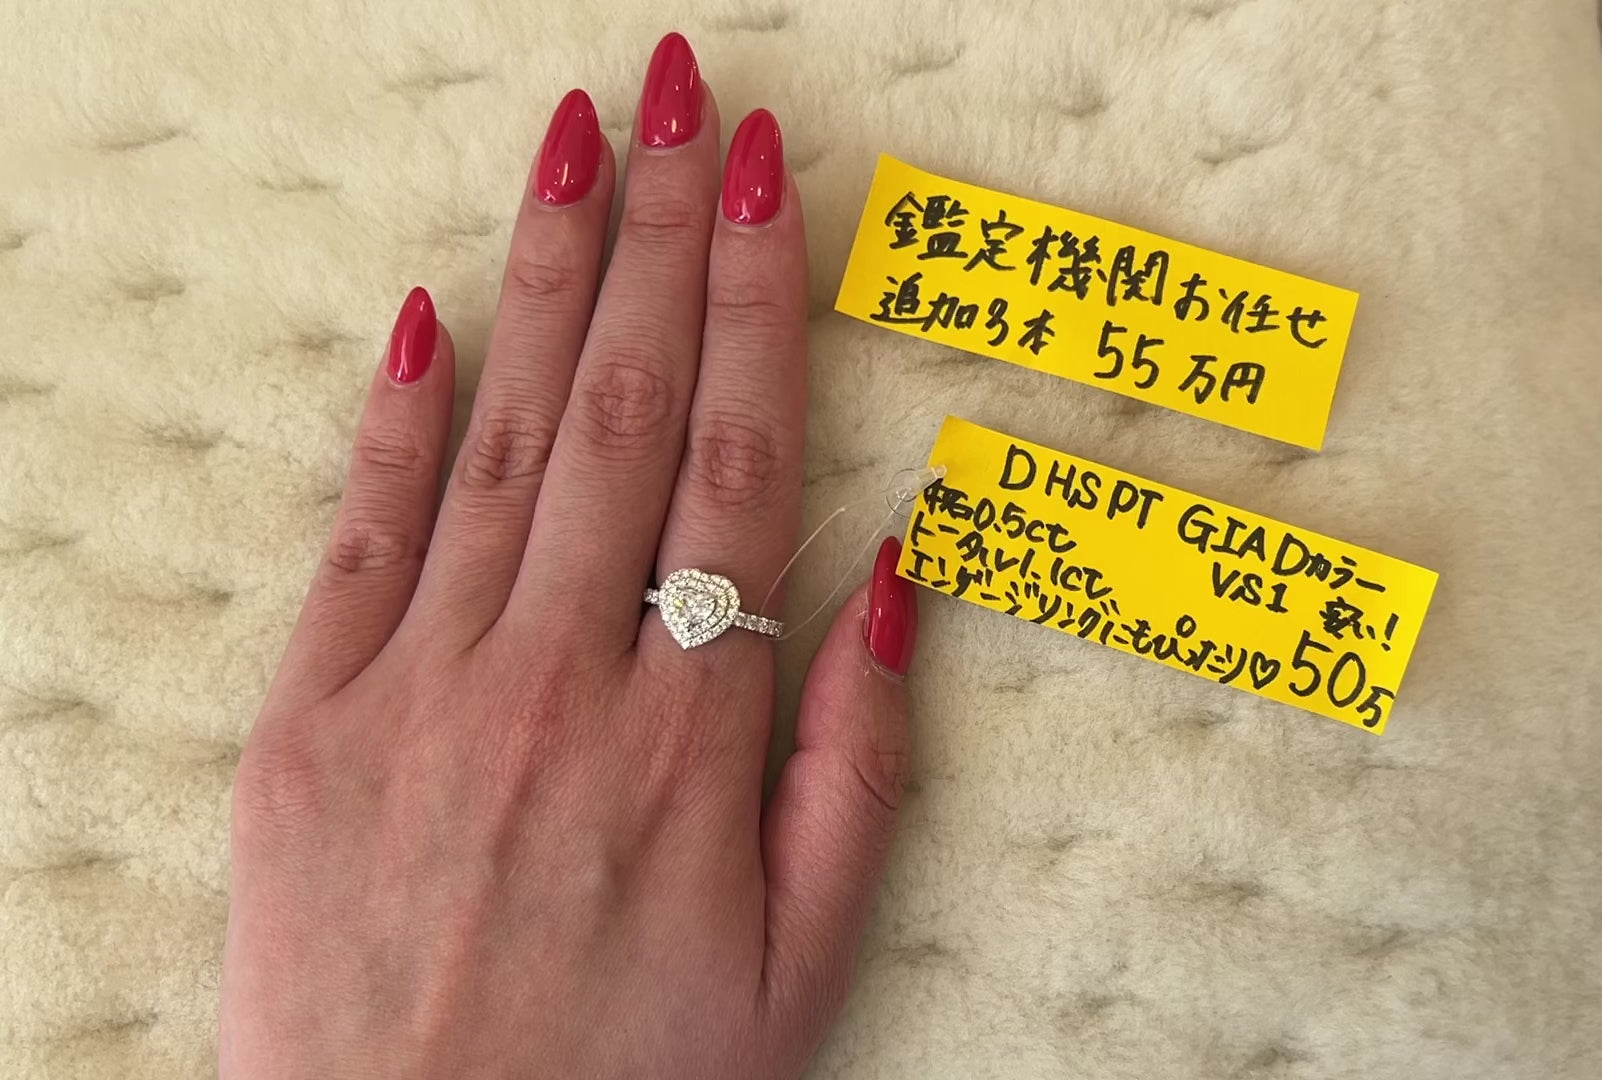 鑑定機関お任せ
追加3本 55万円
D HS PT GIA Dカラー
中石0.5ct VS1 安い!
トータル1.1ct
エンゲージリングにもぴったり♡ 50万